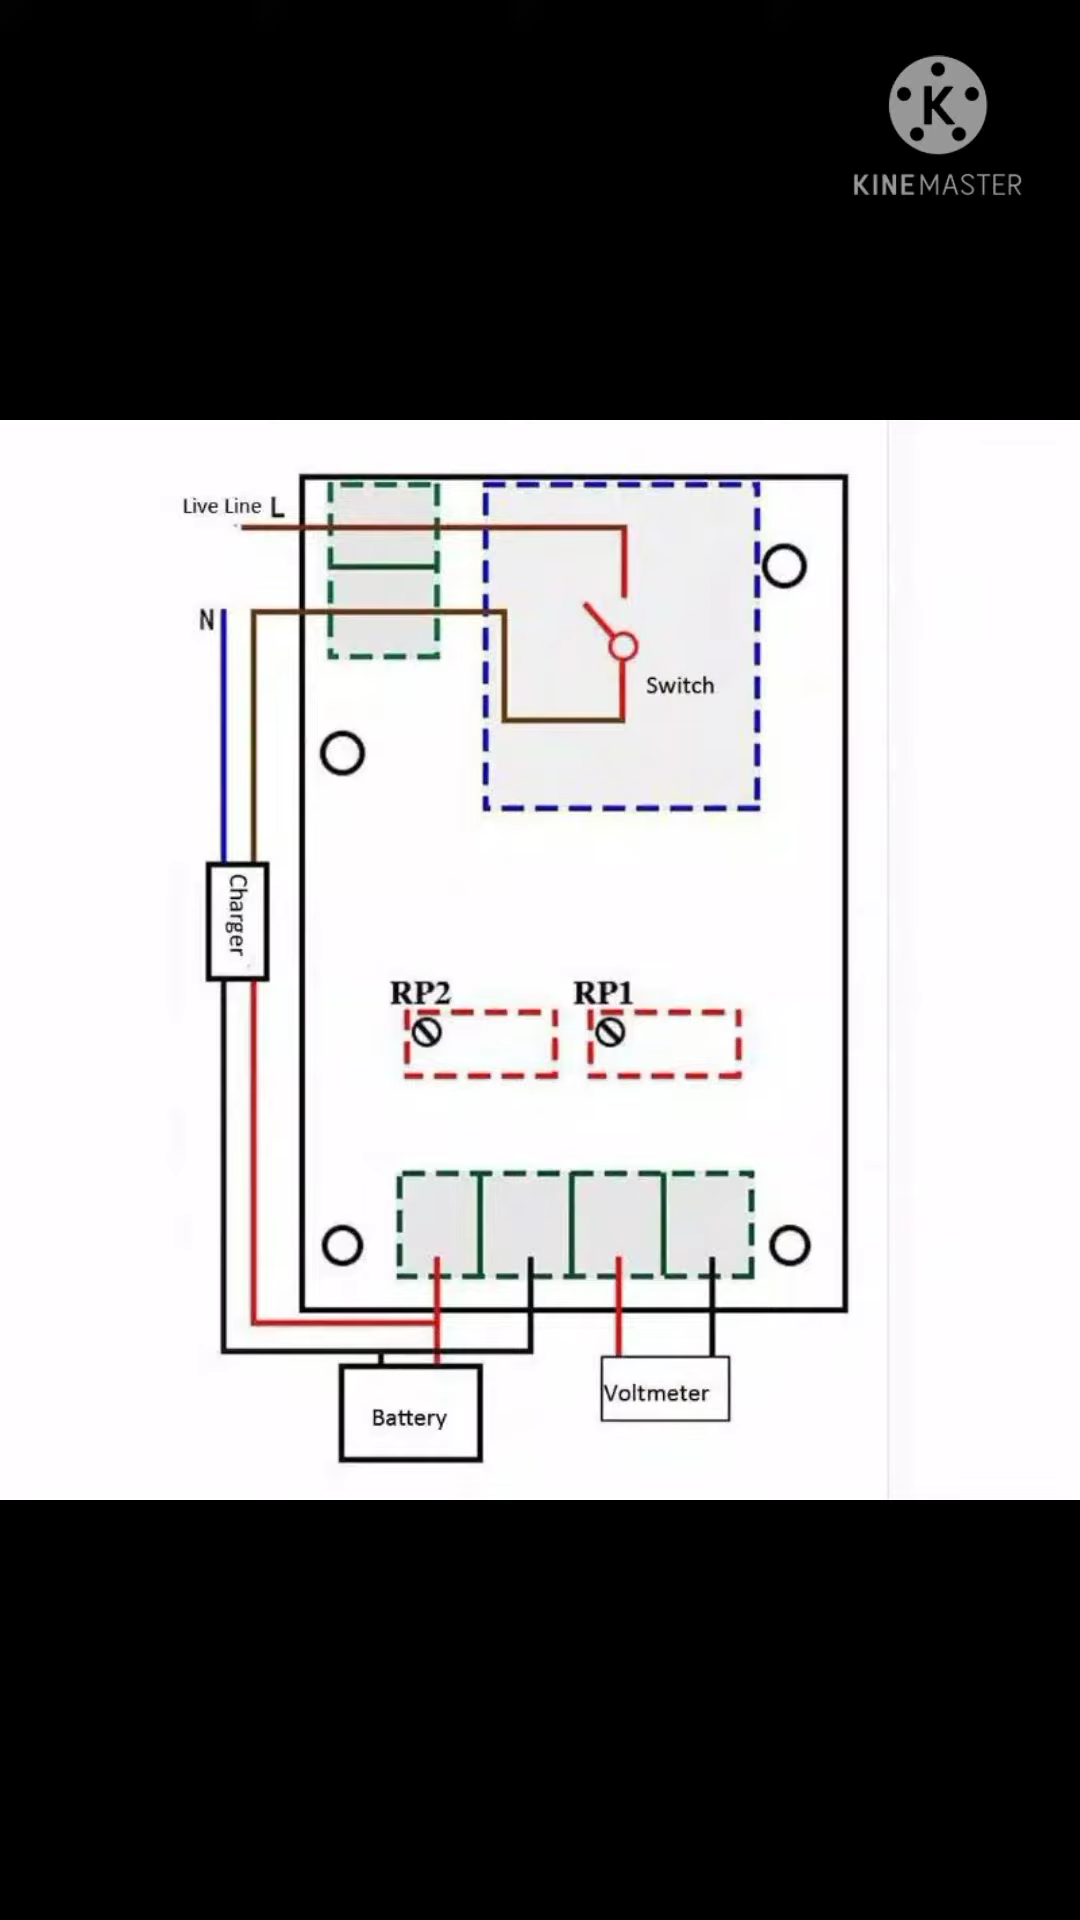 K
KINEMASTER
Live Line L
N
Switch
Charger
RP2 RP1
Voltmeter
Battery